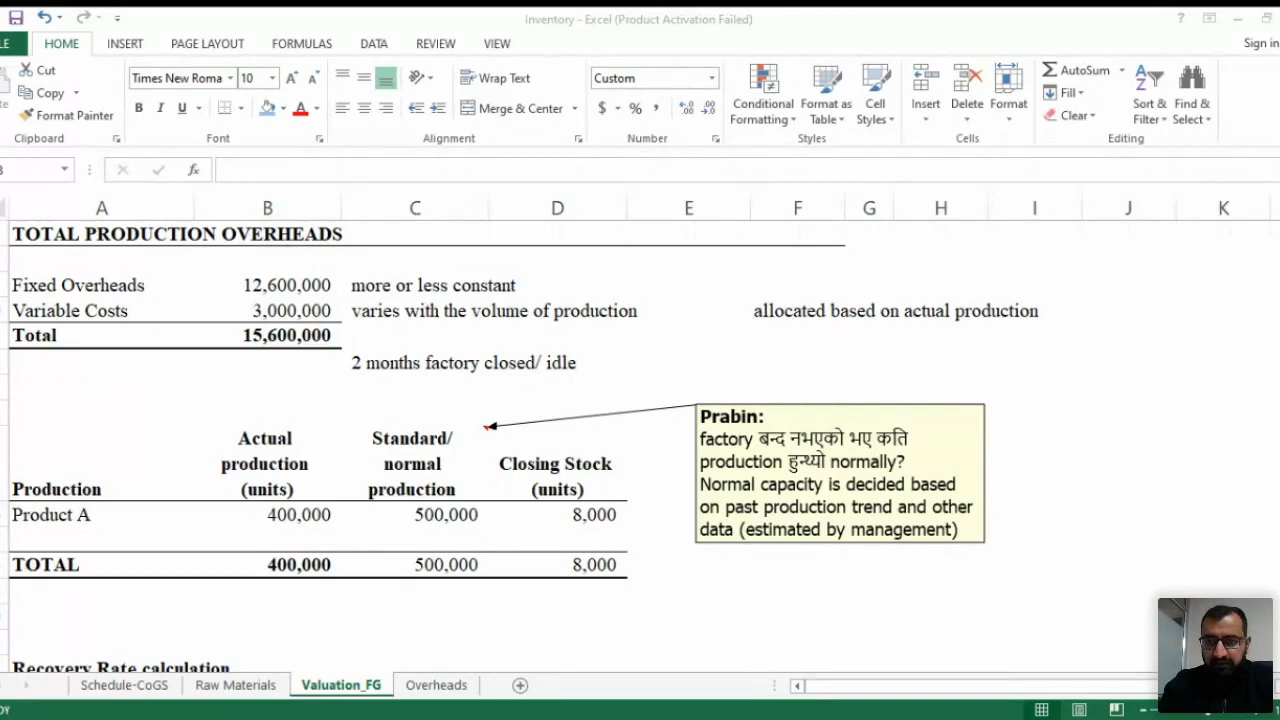 inventory - Excel (Product Activation Failed)
HOME INSERT PAGE LAYOUT FORMULAS DATA REVIEW VIEW Sign in
Cut
Copy
Format Painter
Clipboard
Times New Roma 10
B I U A
Font
Wrap Text
Merge & Center
Alignment
Custom
$ % ,
Number
Conditional Formatting
Format as Table
Cell Styles
Styles
Insert Delete Format
Cells
AutoSum
Fill
Clear
Sort & Filter
Find & Select
Editing
fx
A B C D E F G H I J K
TOTAL PRODUCTION OVERHEADS
Fixed Overheads 12,600,000 more or less constant
Variable Costs 3,000,000 varies with the volume of production allocated based on actual production
Total 15,600,000
2 months factory closed/ idle
Prabin:
factory बन्द नभएको भए कति
production हुन्थ्यो normally?
Normal capacity is decided based
on past production trend and other
data (estimated by management)
Actual Standard/
production normal Closing Stock
Production (units) production (units)
Product A 400,000 500,000 8,000
TOTAL 400,000 500,000 8,000
Recovery Rate calculation
Schedule-CoGS Raw Materials Valuation_FG Overheads